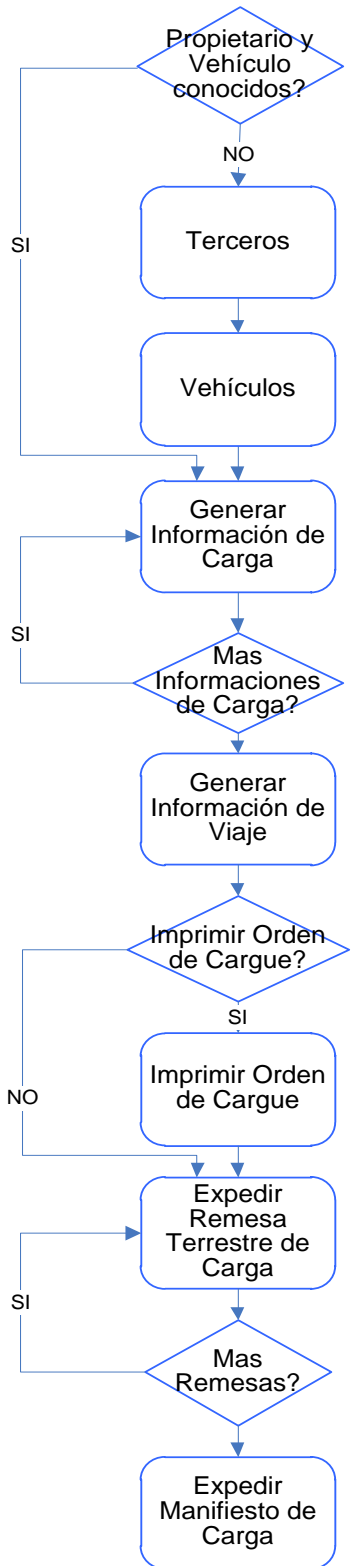 Propietario y
Vehículo
conocidos?
NO
SI
Terceros
Vehículos
Generar
Información de
Carga
SI
Mas
Informaciones
de Carga?
Generar
Información de
Viaje
Imprimir Orden
de Cargue?
SI
Imprimir Orden
de Cargue
NO
Expedir
Remesa
Terrestre de
Carga
SI
Mas
Remesas?
Expedir
Manifiesto de
Carga